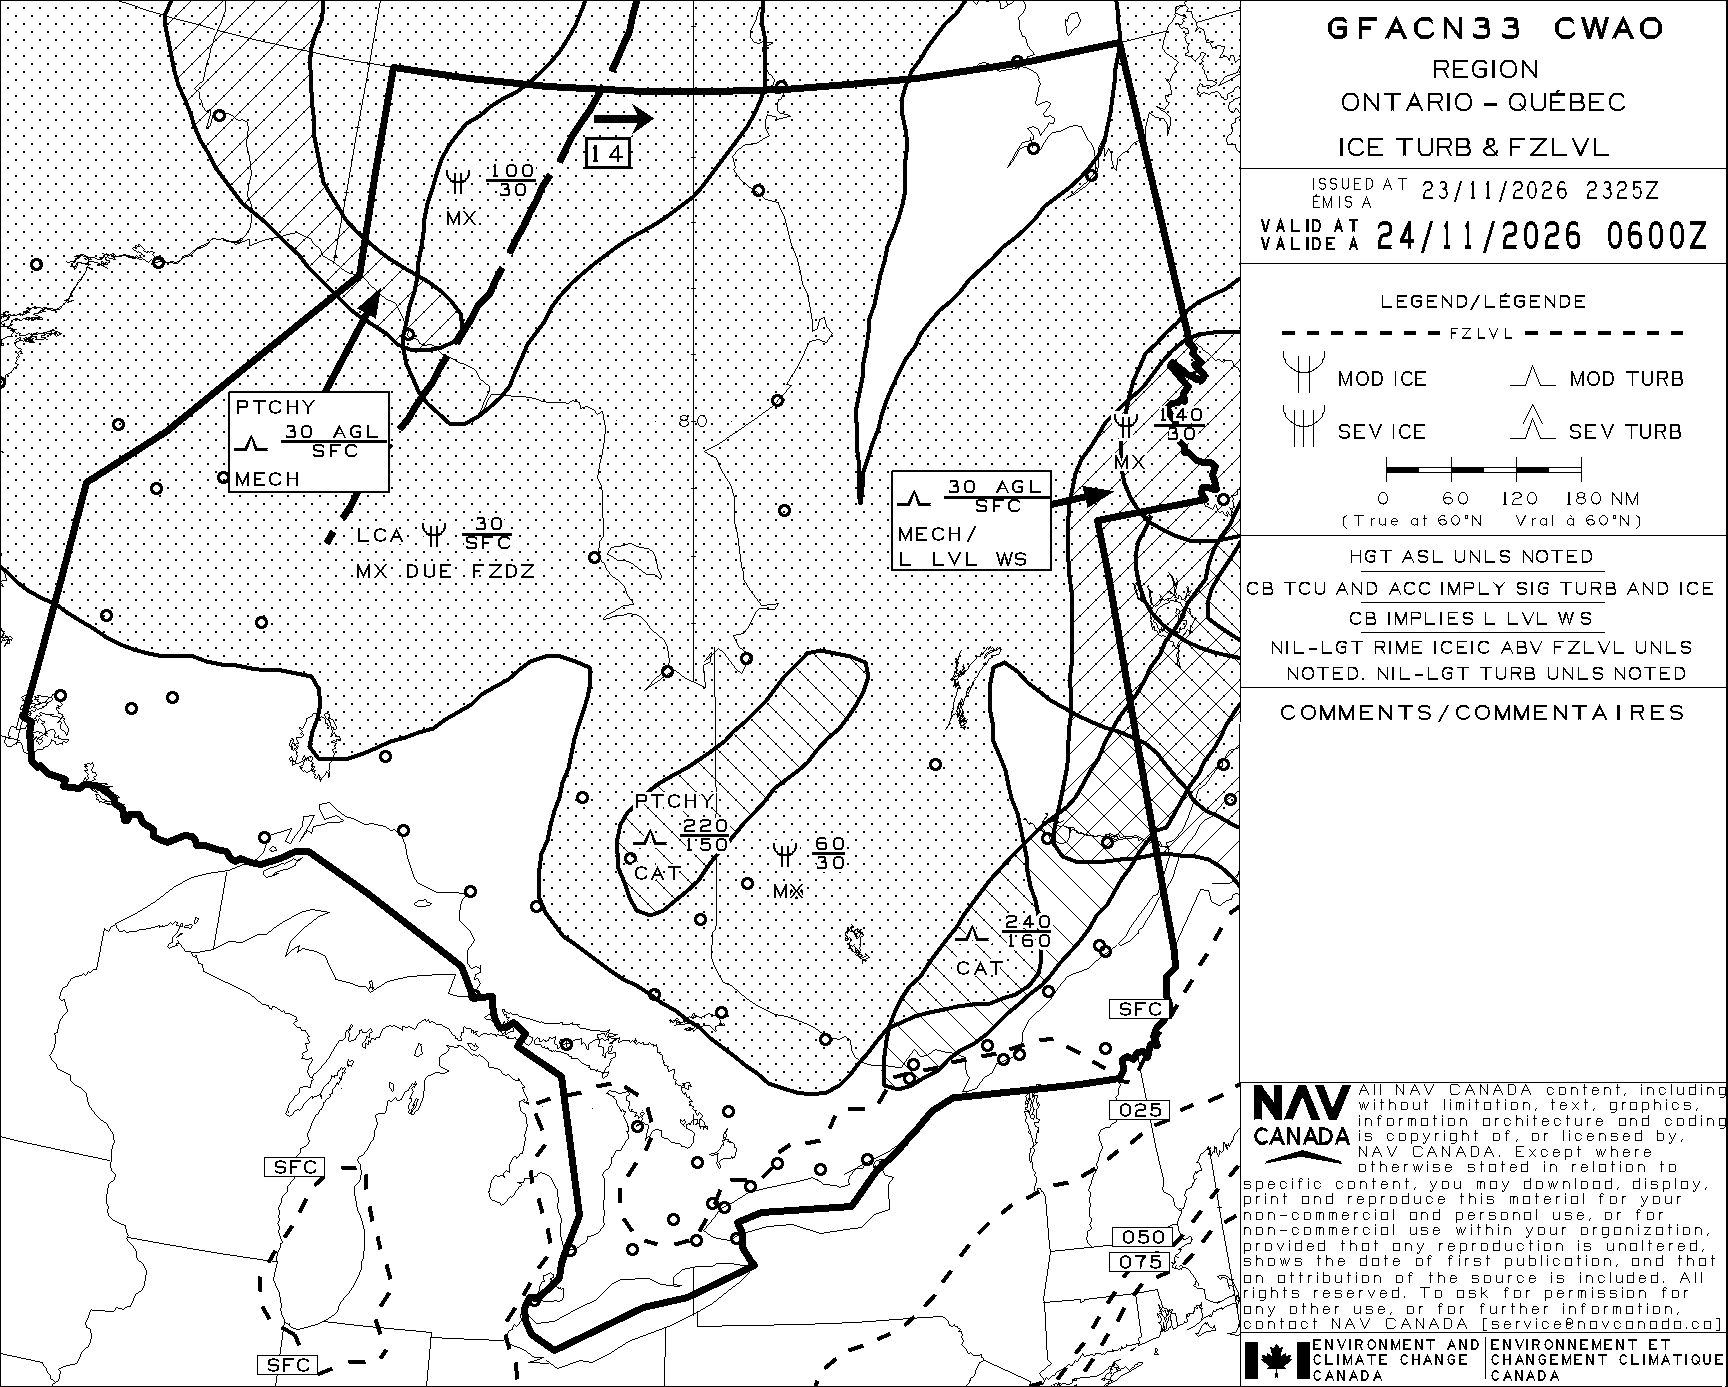 GFACN33 CWAO
REGION
ONTARIO – QUÉBEC
ICE TURB & FZLVL
ISSUED AT 23/11/2026 2325Z
ÉMIS A
VALID AT 24/11/2026 0600Z
VALIDE A
LEGEND/LÉGENDE
FZLVL
MOD ICE MOD TURB
SEV ICE SEV TURB
0 60 120 180 NM
(True at 60°N Vrai à 60°N)
HGT ASL UNLS NOTED
CB TCU AND ACC IMPLY SIG TURB AND ICE
CB IMPLIES L LVL WS
NIL–LGT RIME ICEIC ABV FZLVL UNLS
NOTED. NIL–LGT TURB UNLS NOTED
COMMENTS/COMMENTAIRES
14
100
30
MX
PTCHY
30 AGL
SFC
MECH
LCA 30
SFC
MX DUE FZDZ
80
140
30
MX
30 AGL
SFC
MECH/
L LVL WS
PTCHY
220
150
CAT
60
30
MX
240
160
CAT
SFC
025
050
075
SFC
SFC
NAV
CANADA
All NAV CANADA content, including
without limitation, text, graphics,
information architecture and coding
is copyright of, or licensed by,
NAV CANADA. Except where
otherwise stated in relation to
specific content, you may download, display,
print and reproduce this material for your
non-commercial and personal use, or for
non-commercial use within your organization,
provided that any reproduction is unaltered,
shows the date of first publication, and that
an attribution of the source is included. All
rights reserved. To ask for permission for
any other use, or for further information,
contact NAV CANADA [service@navcanada.ca]
ENVIRONMENT AND
CLIMATE CHANGE
CANADA
ENVIRONNEMENT ET
CHANGEMENT CLIMATIQUE
CANADA